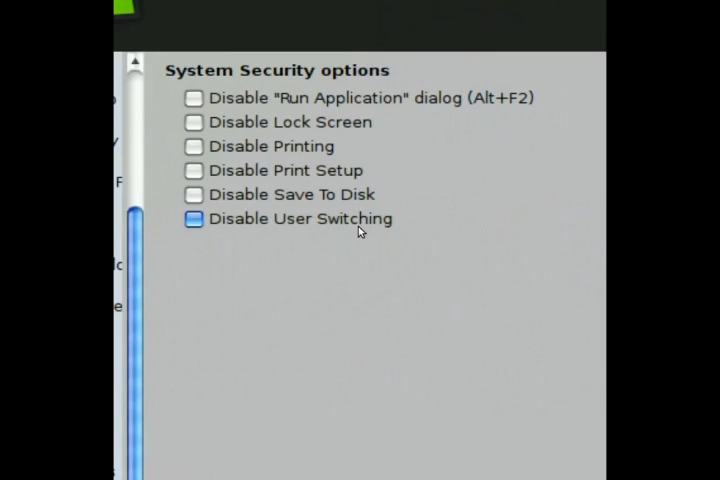 System Security options
Disable "Run Application" dialog (Alt+F2)
Disable Lock Screen
Disable Printing
Disable Print Setup
Disable Save To Disk
Disable User Switching